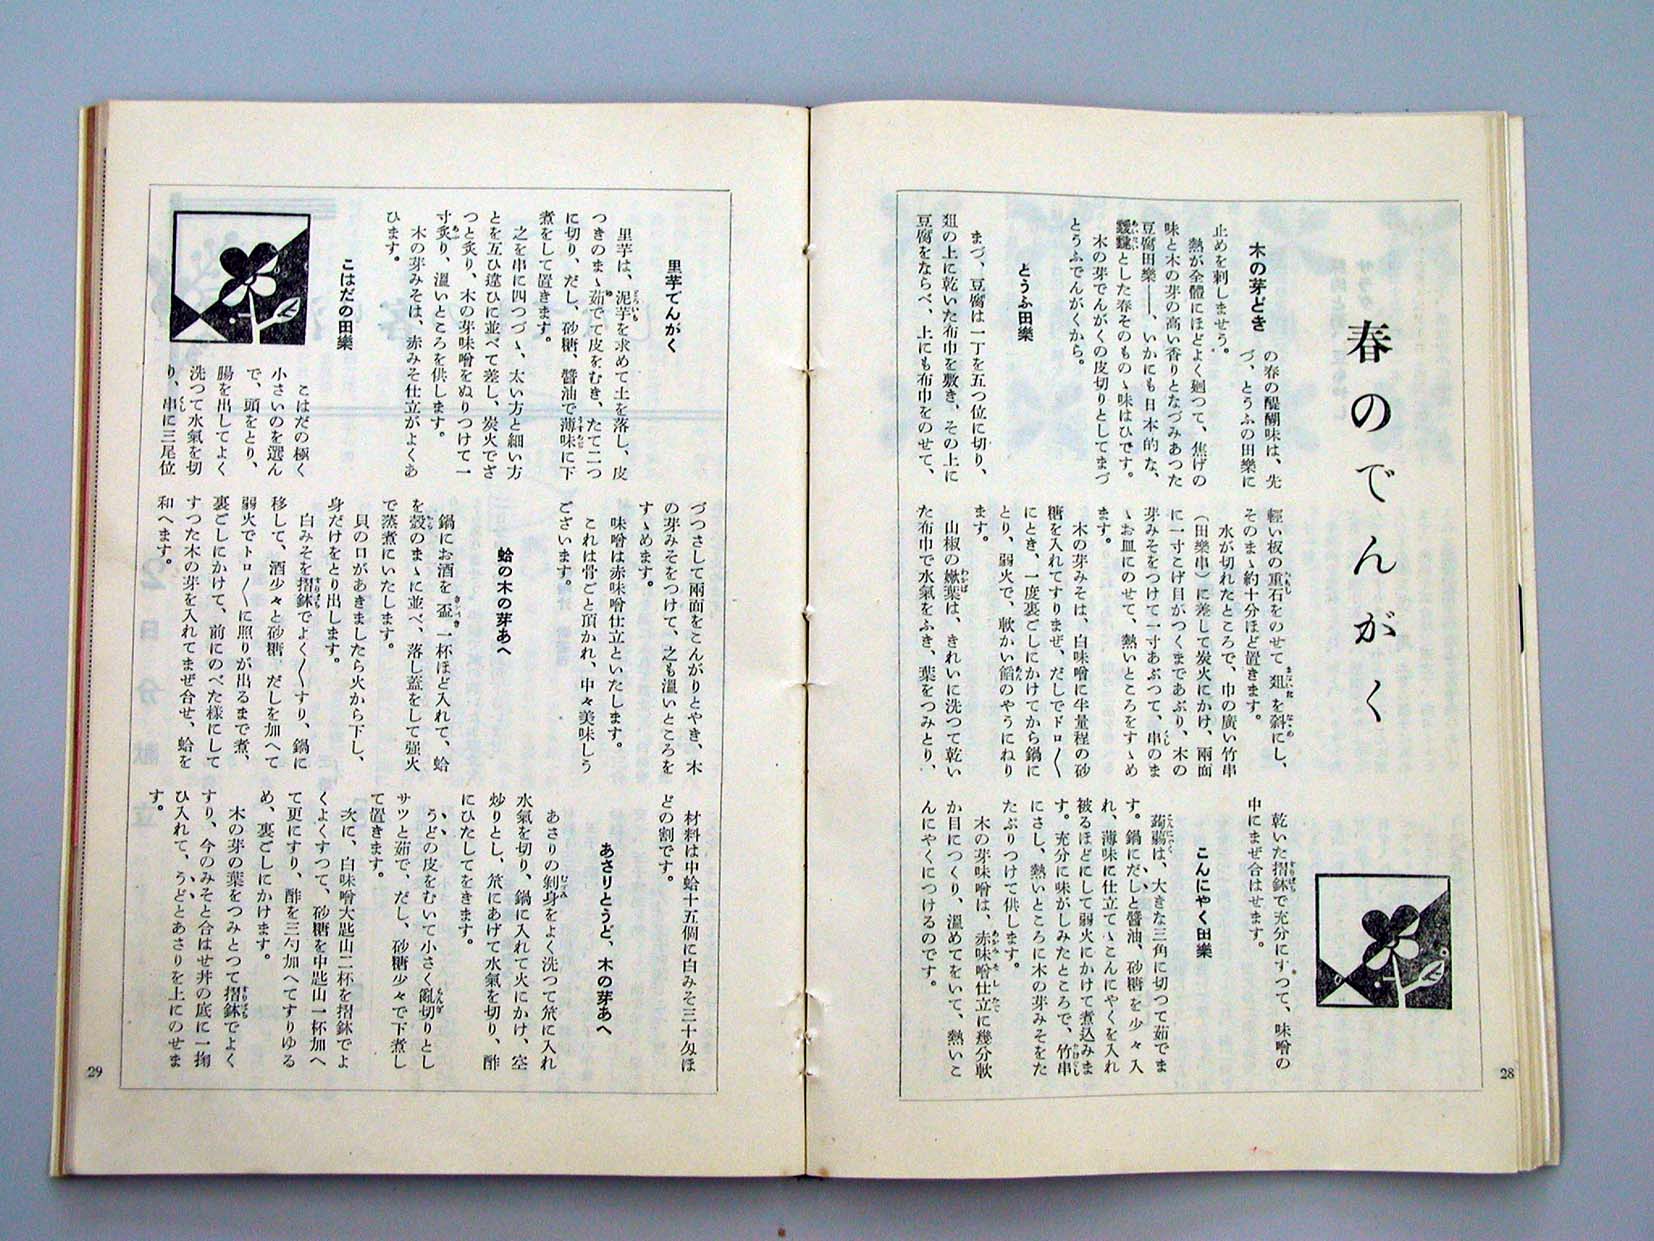 春のでんがく
木の芽どき
の春の醍醐味は、先
づ、とうふの田樂に
止めを刺しませう。
熱が全體にほどよく廻つて、焦げの
味と木の芽の高い香りとなづみあつた
豆腐田樂――、いかにも日本的な、
靉靆とした春そのものゝ味はひです。
木の芽でんがくの皮切りとしてまづ
とうふでんがくから。
とうふ田樂
まづ、豆腐は一丁を五つ位に切り、
俎の上に乾いた布巾を敷き、その上に
豆腐をならべ、上にも布巾をのせて、
輕い板の重石をのせて俎を斜にし、
そのまゝ約十分ほど置きます。
水が切れたところで、巾の廣い竹串
(田樂串)に差して炭火にかけ、兩面
に一寸こげ目がつくまであぶり、木の
芽みそをつけて一寸あぶつて、串のま
ゝお皿にのせて、熱いところをすゝめ
ます。
木の芽みそは、白味噌に半量程の砂
糖を入れてすりまぜ、だしでドロ〱
にとき、一度裏ごしにかけてから鍋に
とり、弱火で、軟かい餡のやうにねり
ます。
山椒の嫩葉は、きれいに洗つて乾い
た布巾で水氣をふき、葉をつみとり、
乾いた摺鉢で充分にすつて、味噌の
中にまぜ合はせます。
こんにやく田樂
蒟蒻は、大きな三角に切つて茹でま
す。鍋にだしと醬油、砂糖を少々入
れ、薄味に仕立てゝこんにやくを入れ
被るほどにして弱火にかけて煮込みま
す。充分に味がしみたところで、竹串
にさし、熱いところに木の芽みそをた
たぷりつけて供します。
木の芽味噌は、赤味噌仕立に幾分軟
か目につくり、溫めてをいて、熱いこ
んにやくにつけるのです。
28
里芋でんがく
里芋は、泥芋を求めて土を落し、皮
つきのまゝ茹でて皮をむき、たて二つ
に切り、だし、砂糖、醬油で薄味に下
煮をして置きます。
之を串に四つづゝ、太い方と細い方
とを互ひ違ひに並べて差し、炭火でざ
つと炙り、木の芽味噌をぬりつけて一
寸炙り、溫いところを供します。
木の芽みそは、赤みそ仕立がよくあ
ひます。
こはだの田樂
こはだの極く
小さいのを選ん
で、頭をとり、
腸を出してよく
洗つて水氣を切
り、串に三尾位
づつさして兩面をこんがりとやき、木
の芽みそをつけて、之も溫いところを
すゝめます。
味噌は赤味噌仕立といたします。
これは骨ごと頂かれ、中々美味しう
ございます。
蛤の木の芽あへ
鍋にお酒を盃一杯ほど入れて、蛤
を殼のまゝに並べ、落し蓋をして强火
で蒸煮にいたします。
貝の口があきましたら火から下し、
身だけをとり出します。
白みそを摺鉢でよく〱すり、鍋に
移して、酒少々と砂糖、だしを加へて
弱火でトロ〱に照りが出るまで煮、
裏ごしにかけて、前にのべた樣にして
すつた木の芽を入れてまぜ合せ、蛤を
和へます。
材料は中蛤十五個に白みそ三十匁ほ
どの割です。
あさりとうど、木の芽あへ
あさりの剝身をよく洗つて笊に入れ
水氣を切り、鍋に入れて火にかけ、空
炒りとし、笊にあげて水氣を切り、酢
にひたしてをきます。
うどの皮をむいて小さく亂切りとし
サツと茹で、だし、砂糖少々で下煮し
て置きます。
次に、白味噌大匙山二杯を摺鉢でよ
くよくすつて、砂糖を中匙山一杯加へ
て更にすり、酢を三勺加へてすりゆる
め、裏ごしにかけます。
木の芽の葉をつみとつて摺鉢でよく
すり、今のみそと合はせ丼の底に一掬
ひ入れて、うどとあさりを上にのせま
す。
29